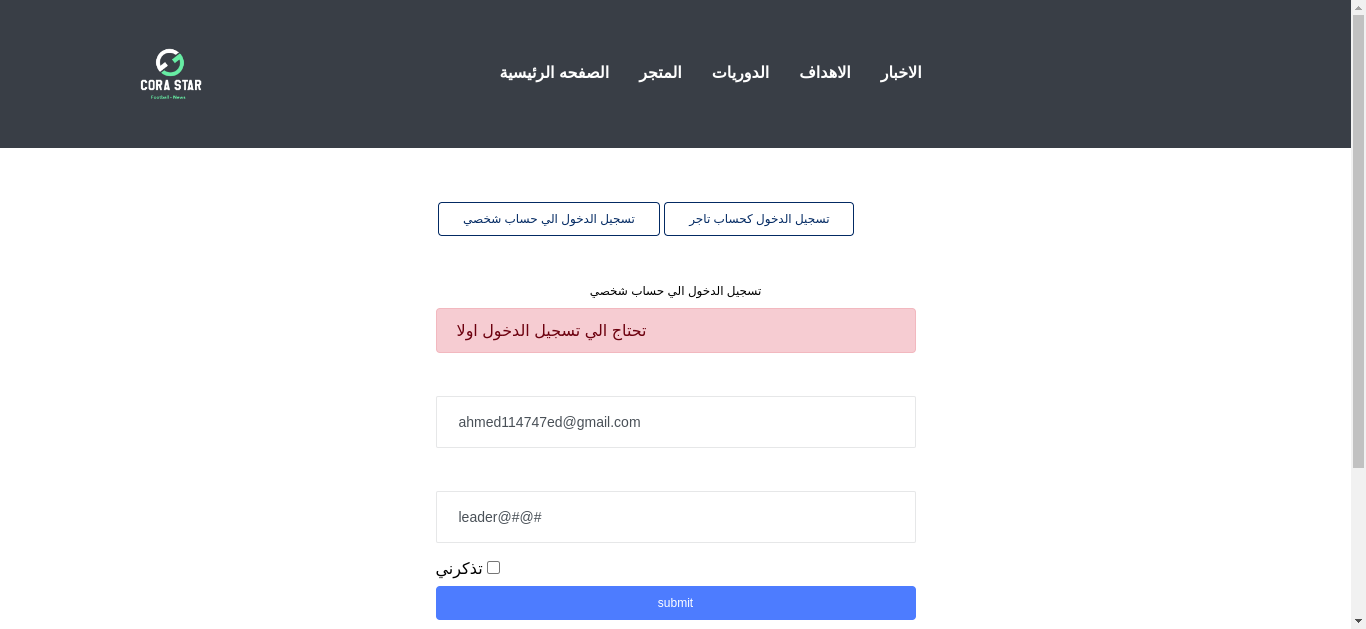 CORA STAR
Football - News
الصفحه الرئيسية المتجر الدوريات الاهداف الاخبار
تسجيل الدخول الي حساب شخصي تسجيل الدخول كحساب تاجر
تسجيل الدخول الي حساب شخصي
تحتاج الي تسجيل الدخول اولا
ahmed114747ed@gmail.com
leader@#@#
تذكرني
submit